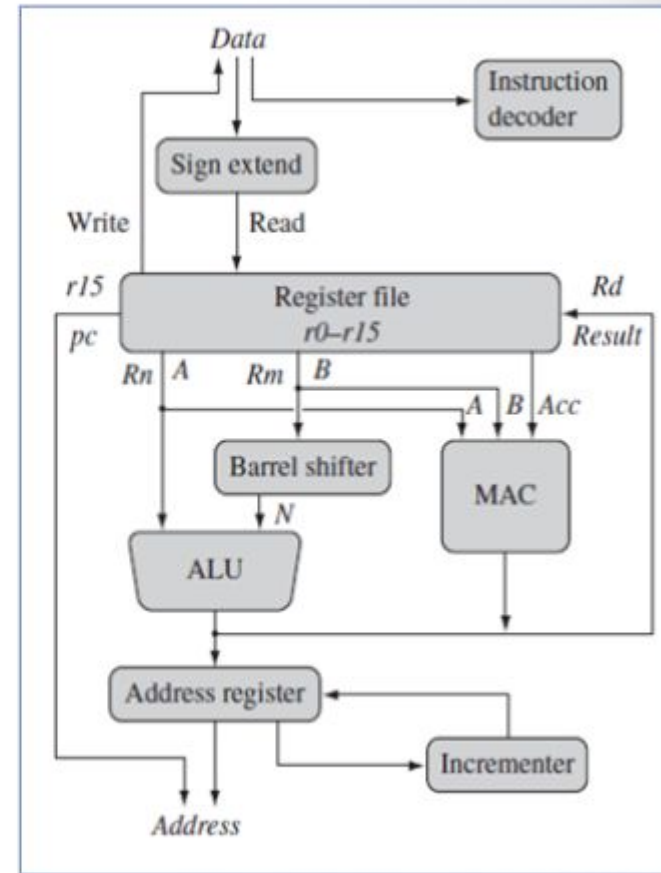 Data
Instruction
decoder
Sign extend
Write
Read
r15
Register file
Rd
pc
r0–r15
Result
Rn A
Rm B
A B Acc
Barrel shifter
MAC
N
ALU
Address register
Incrementer
Address